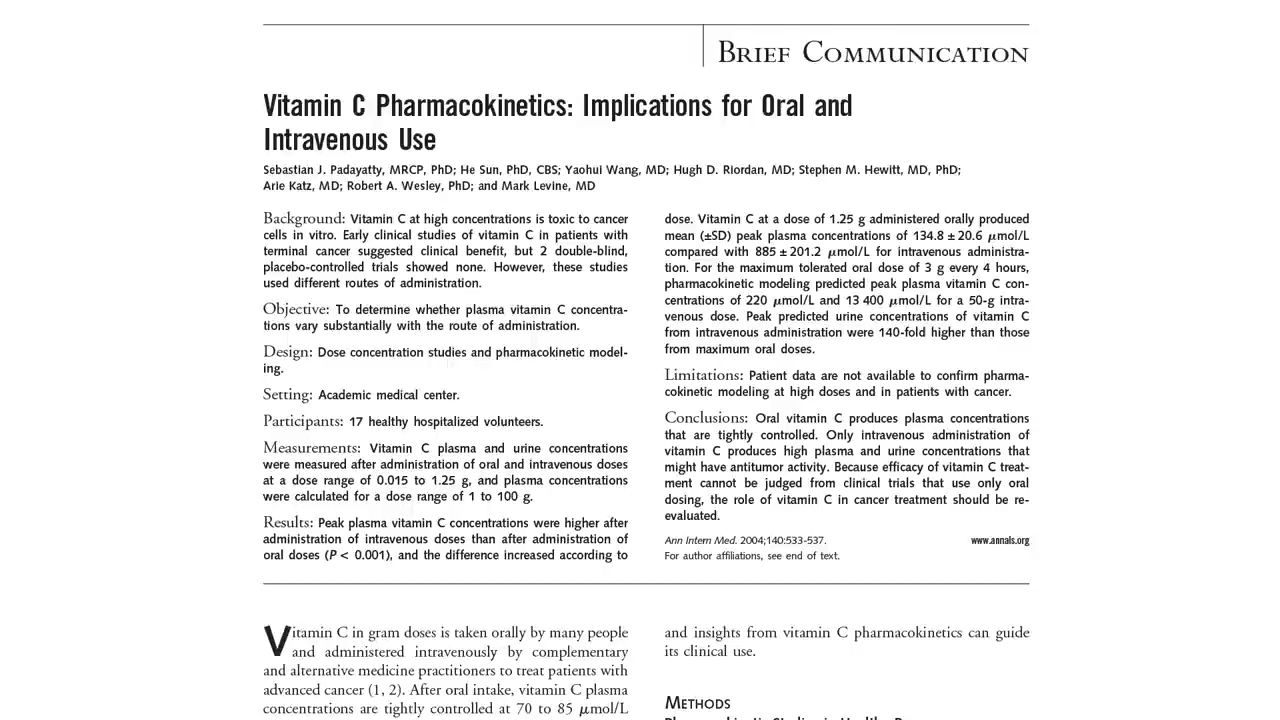 BRIEF COMMUNICATION
Vitamin C Pharmacokinetics: Implications for Oral and
Intravenous Use
Sebastian J. Padayatty, MRCP, PhD; He Sun, PhD, CBS; Yaohui Wang, MD; Hugh D. Riordan, MD; Stephen M. Hewitt, MD, PhD;
Arie Katz, MD; Robert A. Wesley, PhD; and Mark Levine, MD
Background: Vitamin C at high concentrations is toxic to cancer
cells in vitro. Early clinical studies of vitamin C in patients with
terminal cancer suggested clinical benefit, but 2 double-blind,
placebo-controlled trials showed none. However, these studies
used different routes of administration.
Objective: To determine whether plasma vitamin C concentra-
tions vary substantially with the route of administration.
Design: Dose concentration studies and pharmacokinetic model-
ing.
Setting: Academic medical center.
Participants: 17 healthy hospitalized volunteers.
Measurements: Vitamin C plasma and urine concentrations
were measured after administration of oral and intravenous doses
at a dose range of 0.015 to 1.25 g, and plasma concentrations
were calculated for a dose range of 1 to 100 g.
Results: Peak plasma vitamin C concentrations were higher after
administration of intravenous doses than after administration of
oral doses (P < 0.001), and the difference increased according to
dose. Vitamin C at a dose of 1.25 g administered orally produced
mean (±SD) peak plasma concentrations of 134.8 ± 20.6 μmol/L
compared with 885 ± 201.2 μmol/L for intravenous administra-
tion. For the maximum tolerated oral dose of 3 g every 4 hours,
pharmacokinetic modeling predicted peak plasma vitamin C con-
centrations of 220 μmol/L and 13 400 μmol/L for a 50-g intra-
venous dose. Peak predicted urine concentrations of vitamin C
from intravenous administration were 140-fold higher than those
from maximum oral doses.
Limitations: Patient data are not available to confirm pharma-
cokinetic modeling at high doses and in patients with cancer.
Conclusions: Oral vitamin C produces plasma concentrations
that are tightly controlled. Only intravenous administration of
vitamin C produces high plasma and urine concentrations that
might have antitumor activity. Because efficacy of vitamin C treat-
ment cannot be judged from clinical trials that use only oral
dosing, the role of vitamin C in cancer treatment should be re-
evaluated.
Ann Intern Med. 2004;140:533-537. www.annals.org
For author affiliations, see end of text.
Vitamin C in gram doses is taken orally by many people
and administered intravenously by complementary
and alternative medicine practitioners to treat patients with
advanced cancer (1, 2). After oral intake, vitamin C plasma
concentrations are tightly controlled at 70 to 85 μmol/L
and insights from vitamin C pharmacokinetics can guide
its clinical use.
METHODS